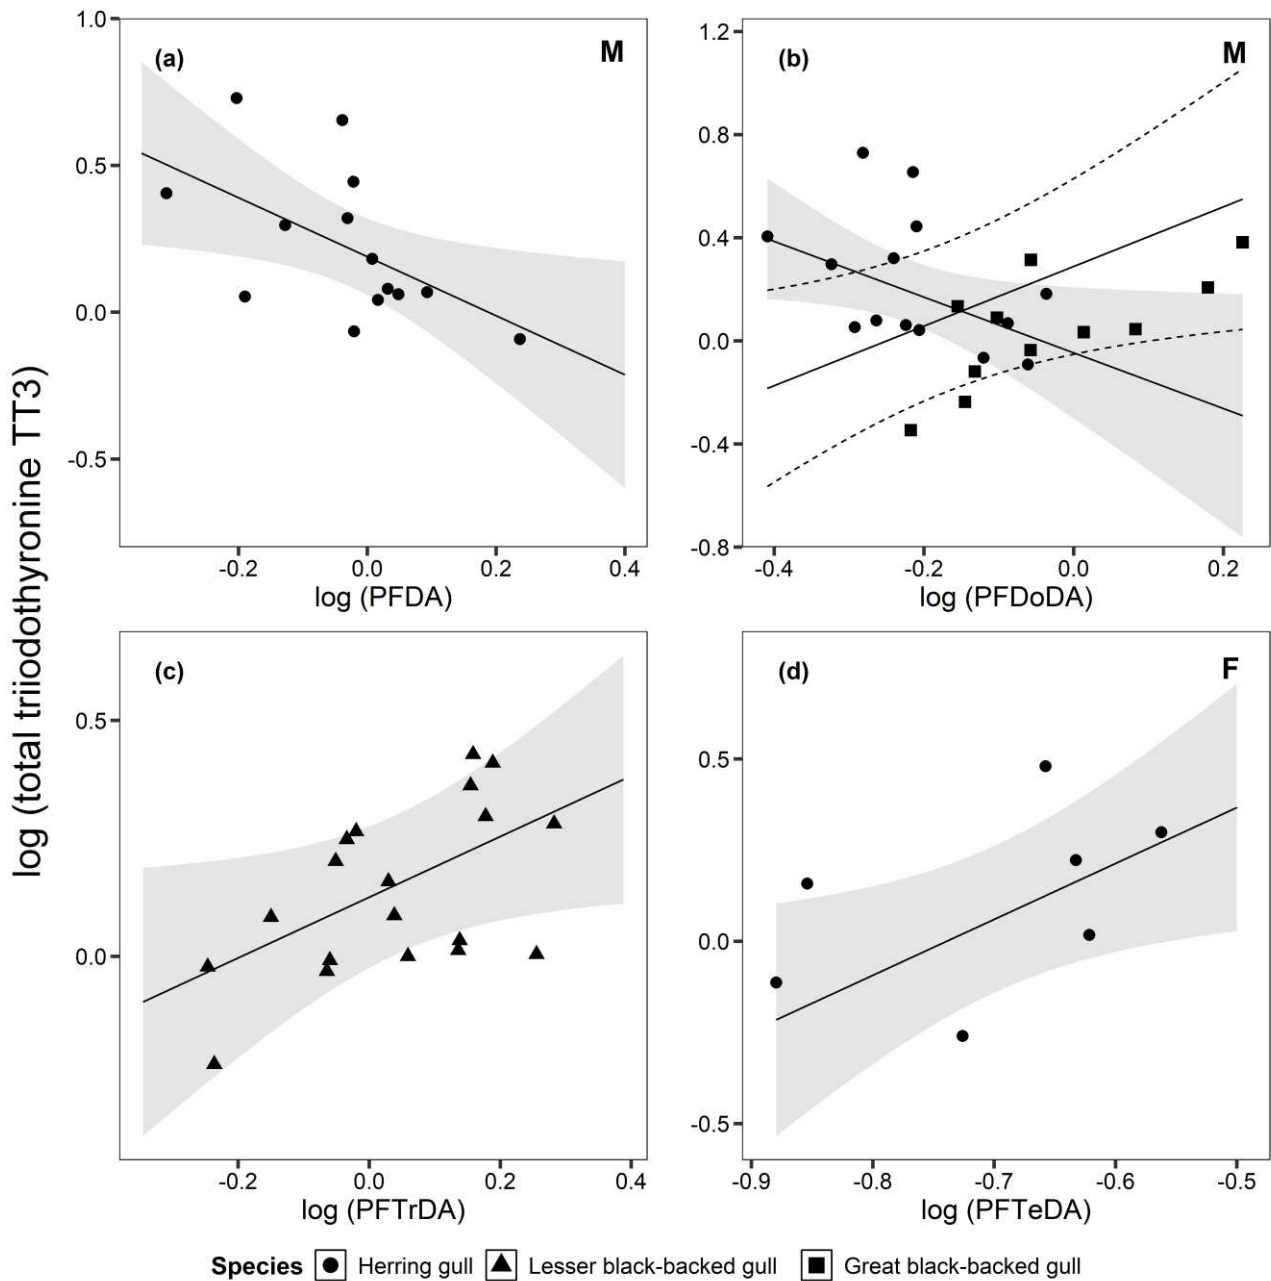 log (total triiodothyronine TT3)
(a)
M
1.0
0.5
0.0
-0.5
-0.2
0.0
0.2
0.4
log (PFDA)
(b)
M
1.2
0.8
0.4
0.0
-0.4
-0.8
-0.4
-0.2
0.0
0.2
log (PFDoDA)
(c)
0.5
0.0
-0.2
0.0
0.2
0.4
log (PFTrDA)
(d)
F
0.5
0.0
-0.5
-0.9
-0.8
-0.7
-0.6
-0.5
log (PFTeDA)
Species Herring gull Lesser black-backed gull Great black-backed gull